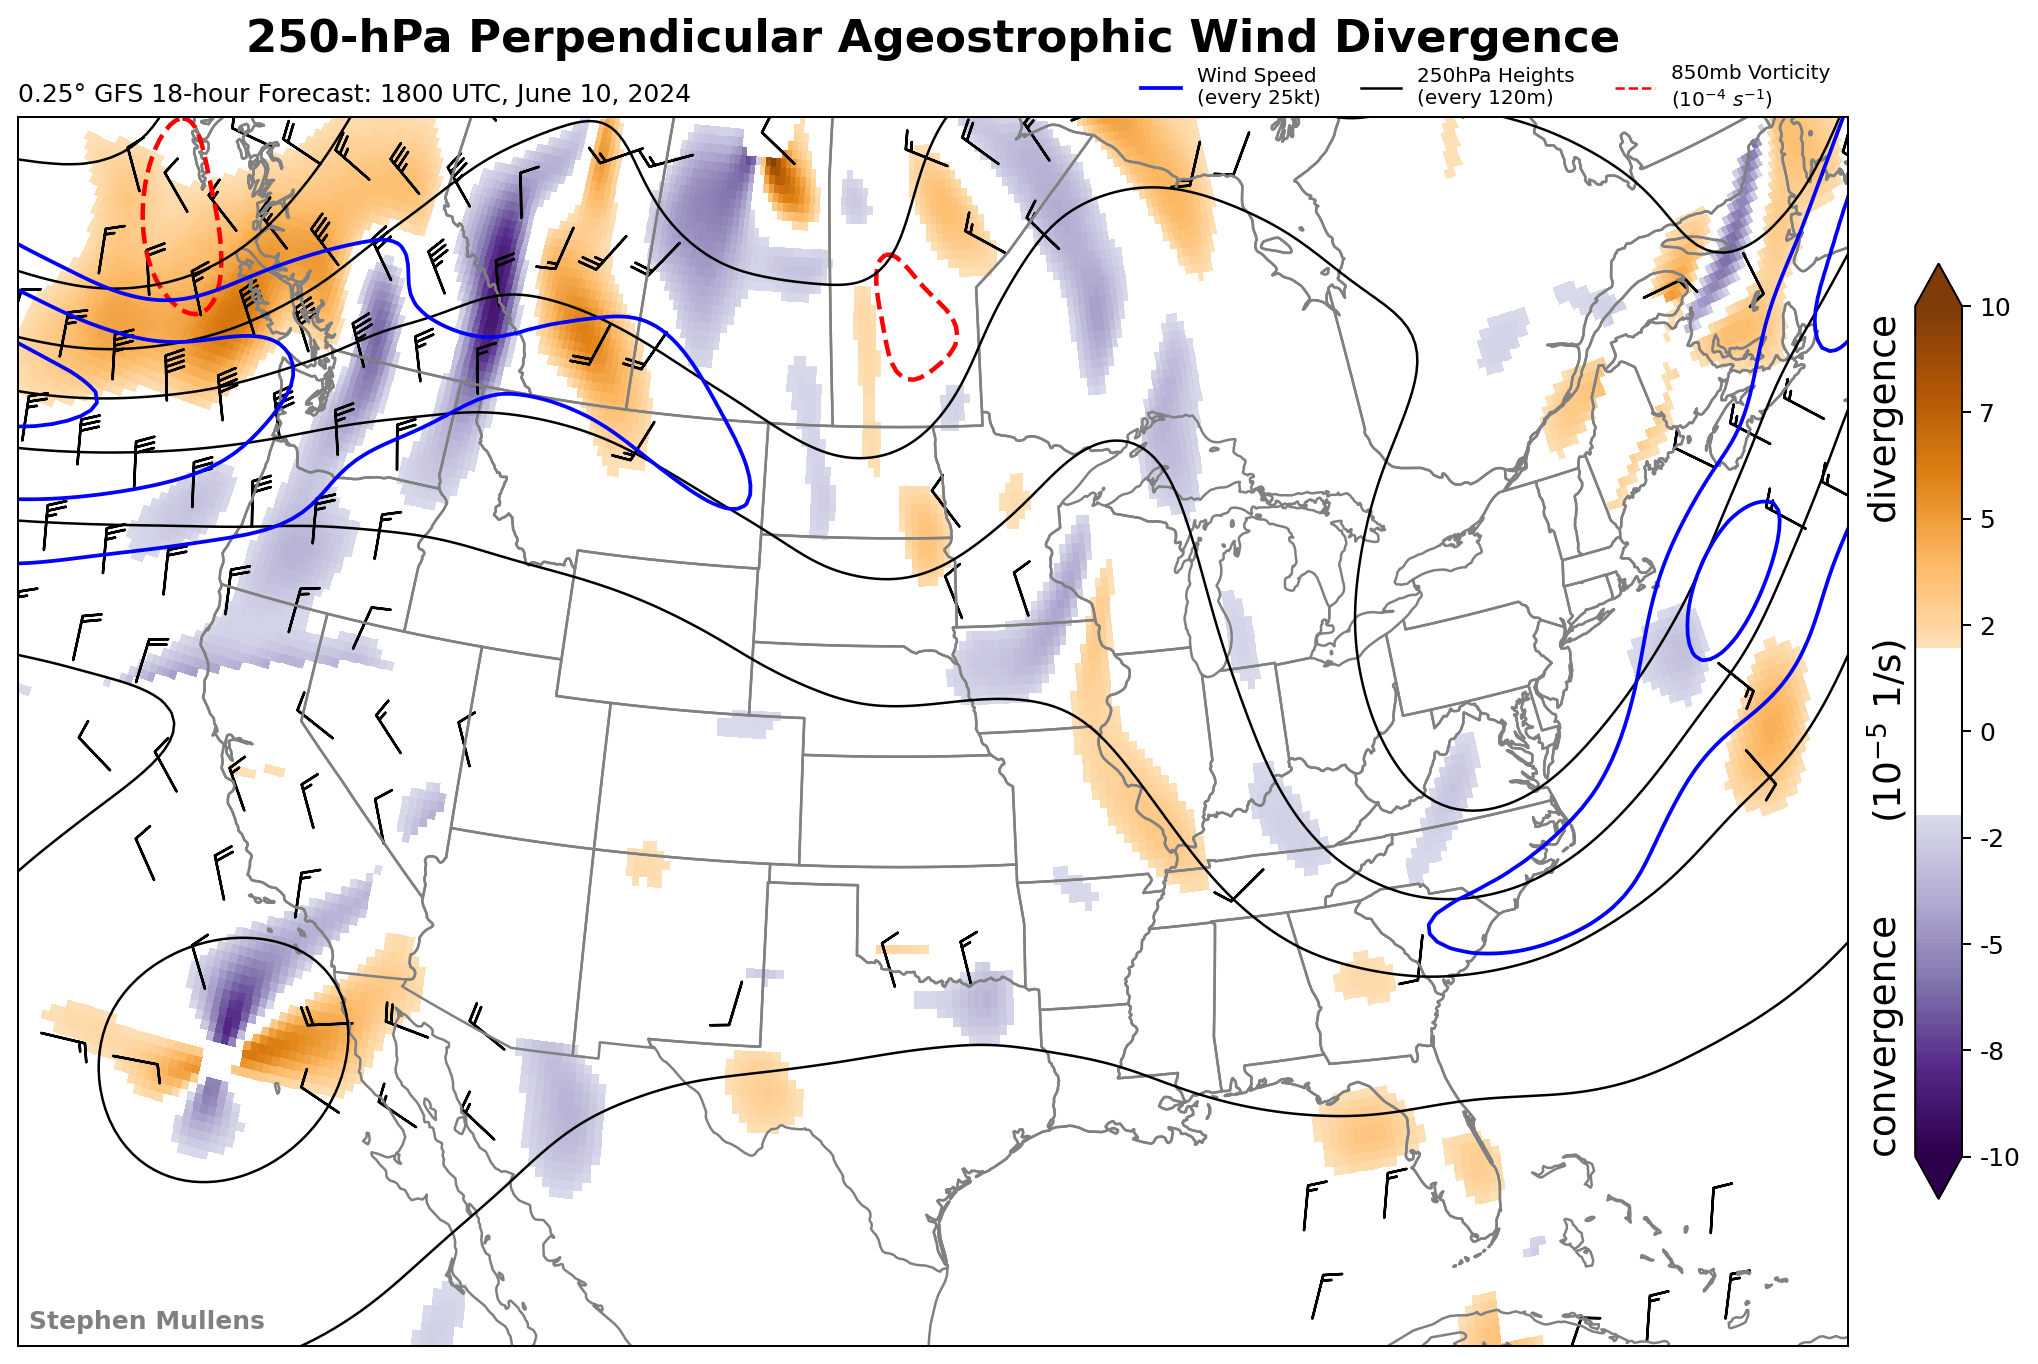 250-hPa Perpendicular Ageostrophic Wind Divergence
0.25° GFS 18-hour Forecast: 1800 UTC, June 10, 2024
Wind Speed
(every 25kt)
250hPa Heights
(every 120m)
850mb Vorticity
(10⁻⁴ s⁻¹)
10
7
5
2
0
-2
-5
-8
-10
convergence (10⁻⁵ 1/s) divergence
Stephen Mullens